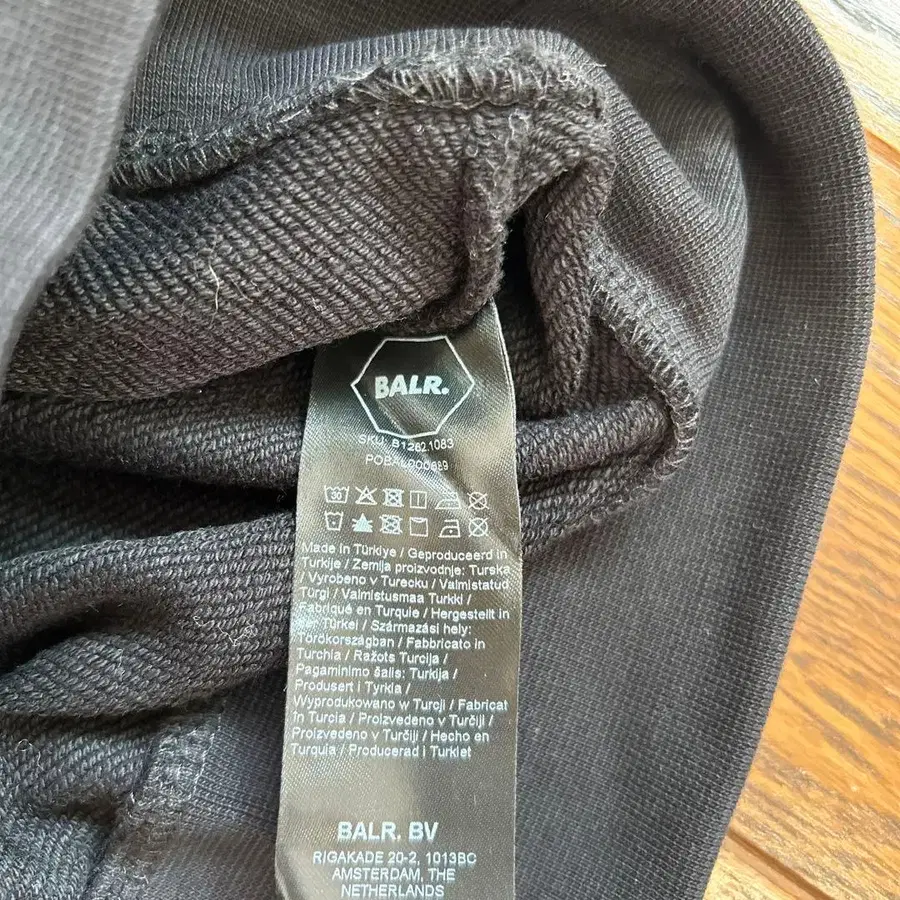 BALR.
SKU: B1262.1083
30
Made in Türkiye / Geproduceerd in
Turkije / Zemlja proizvodnje: Turska
/ Vyrobeno v Turecku / Valmistatud
Türgi / Valmistusmaa Turkki /
Fabriqué en Turquie / Hergestellt in
der Türkei / Származási hely:
Törökországban / Fabbricato in
Turchia / Ražots Turcija /
Pagaminimo šalis: Turkija /
Produsert i Tyrkia /
Wyprodukowano w Turcji / Fabricat
în Turcia / Proizvedeno v Turčiji /
Proizvedeno v Turčiji / Hecho en
Turquía / Producerad i Turkiet
BALR. BV
RIGAKADE 20-2, 1013BC
AMSTERDAM, THE
NETHERLANDS